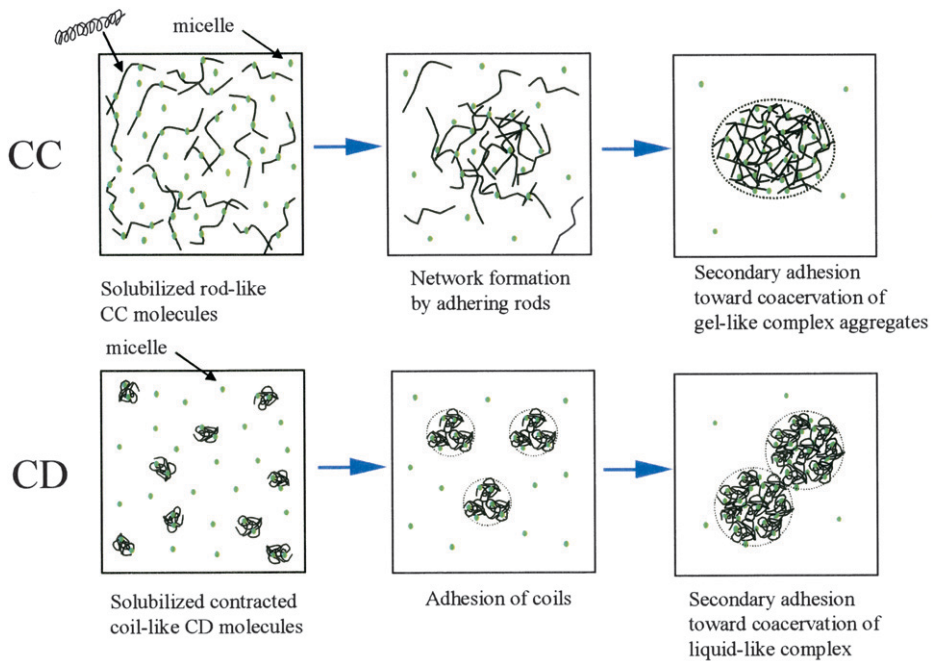 micelle
CC
Solubilized rod-like
CC molecules
Network formation
by adhering rods
Secondary adhesion
toward coacervation of
gel-like complex aggregates
micelle
CD
Solubilized contracted
coil-like CD molecules
Adhesion of coils
Secondary adhesion
toward coacervation of
liquid-like complex